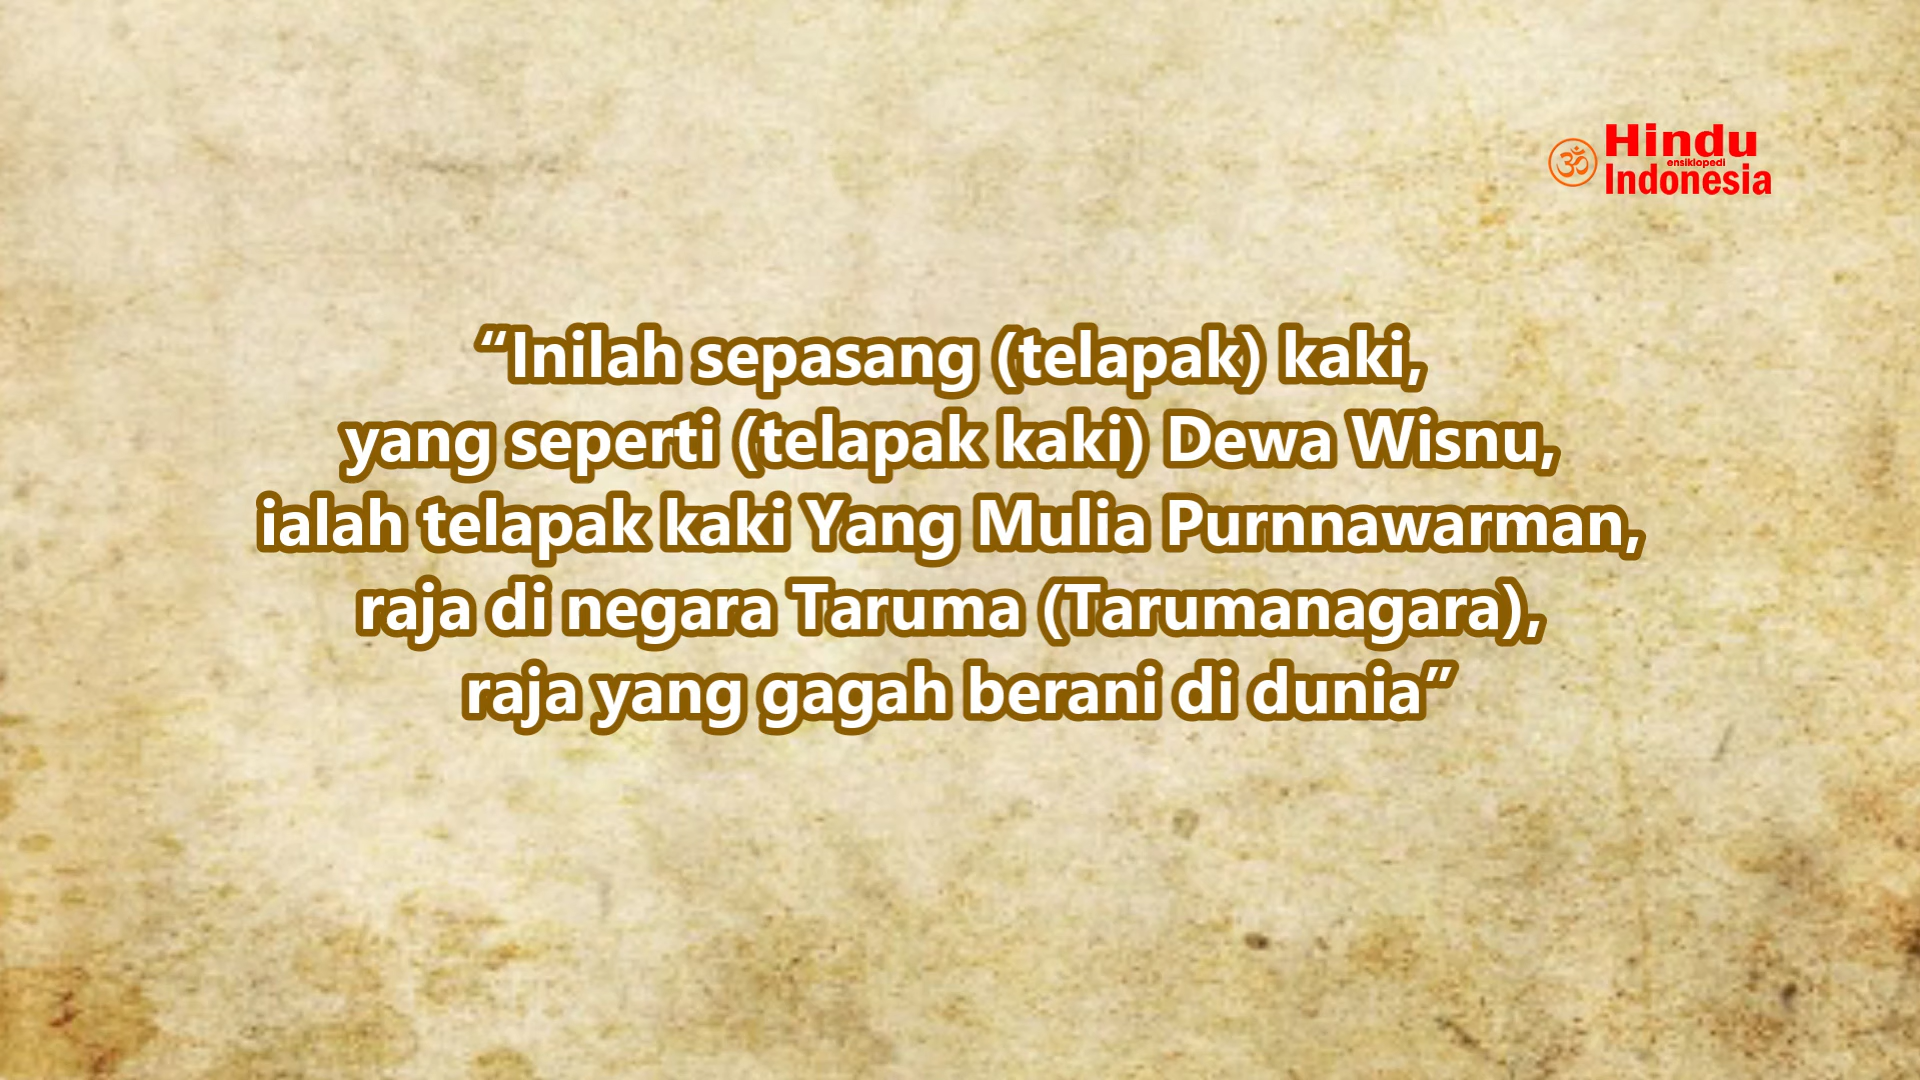 Hindu
ensiklopedi
Indonesia
“Inilah sepasang (telapak) kaki,
yang seperti (telapak kaki) Dewa Wisnu,
ialah telapak kaki Yang Mulia Purnnawarman,
raja di negara Taruma (Tarumanagara),
raja yang gagah berani di dunia”